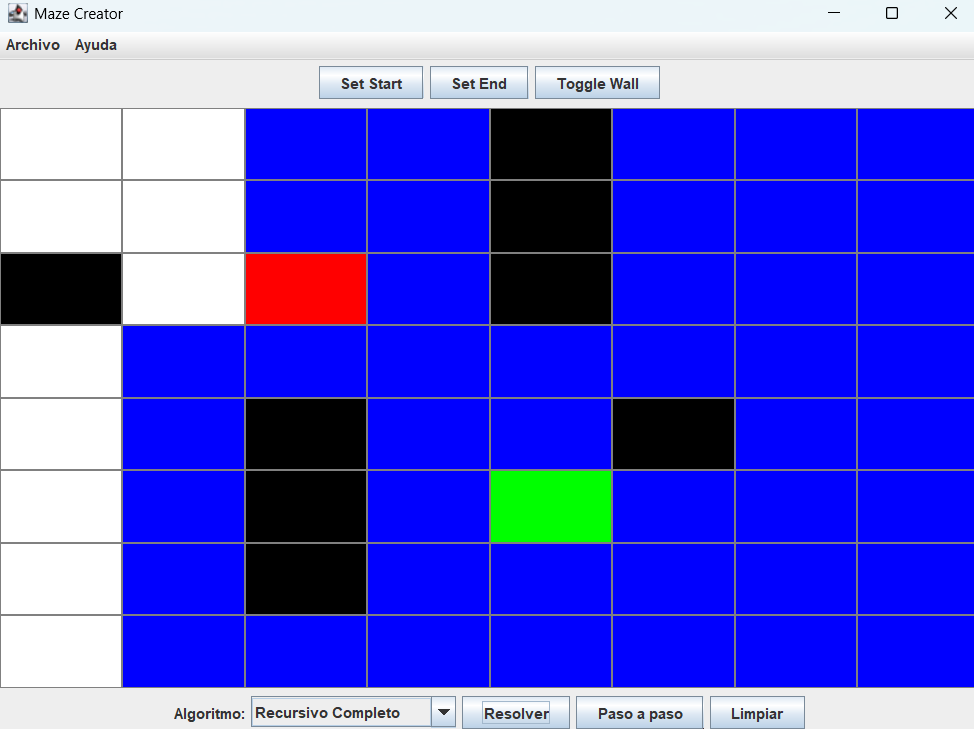 Maze Creator
Archivo Ayuda
Set Start Set End Toggle Wall
Algoritmo: Recursivo Completo Resolver Paso a paso Limpiar